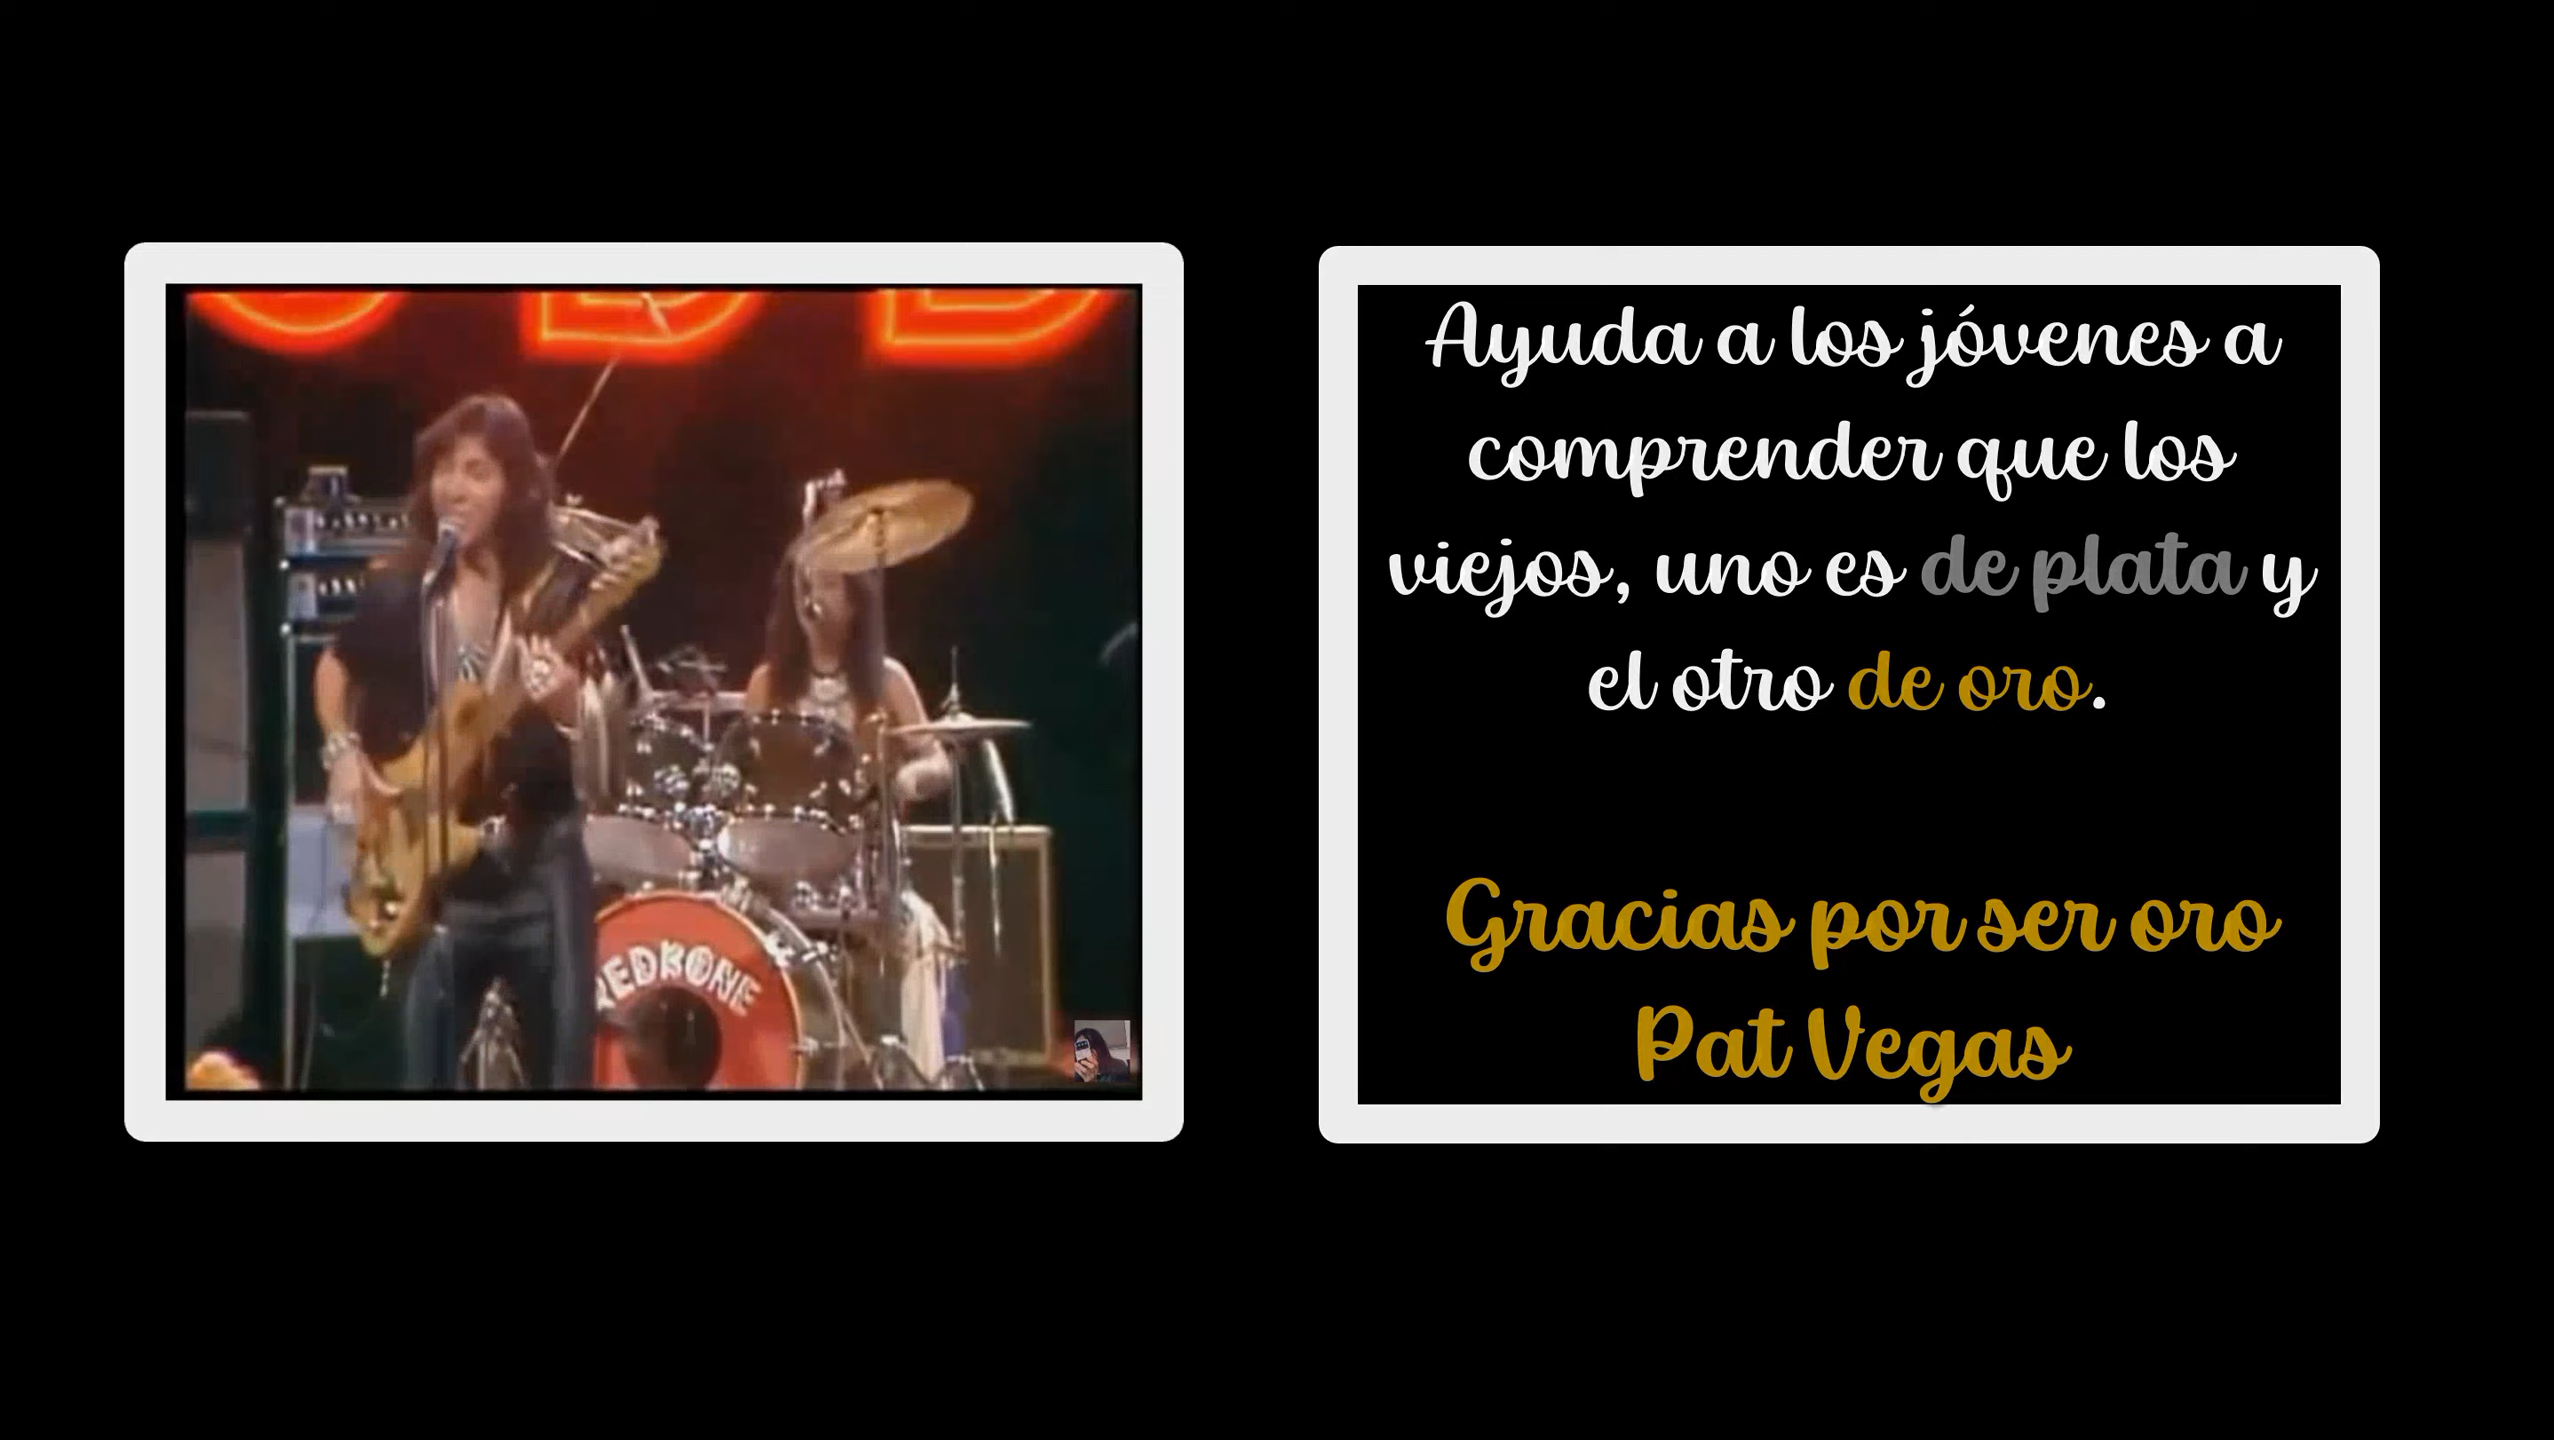 REDBONE
Ayuda a los jóvenes a
comprender que los
viejos, uno es de plata y
el otro de oro.
Gracias por ser oro
Pat Vegas